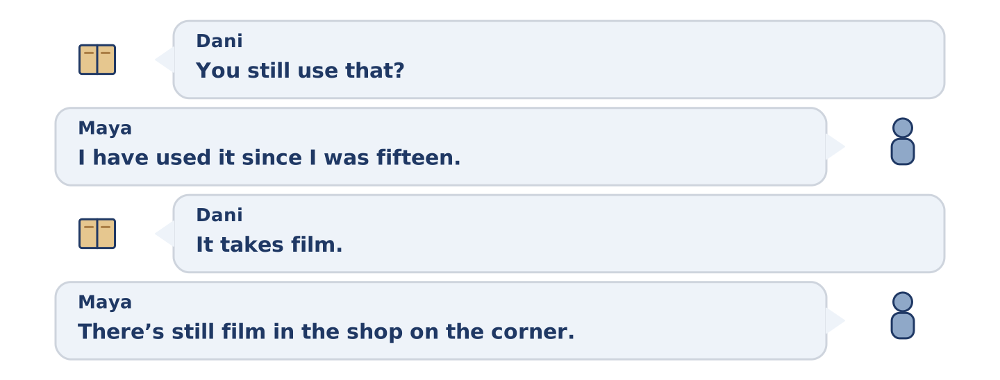 Dani
You still use that?
Maya
I have used it since I was fifteen.
Dani
It takes film.
Maya
There’s still film in the shop on the corner.